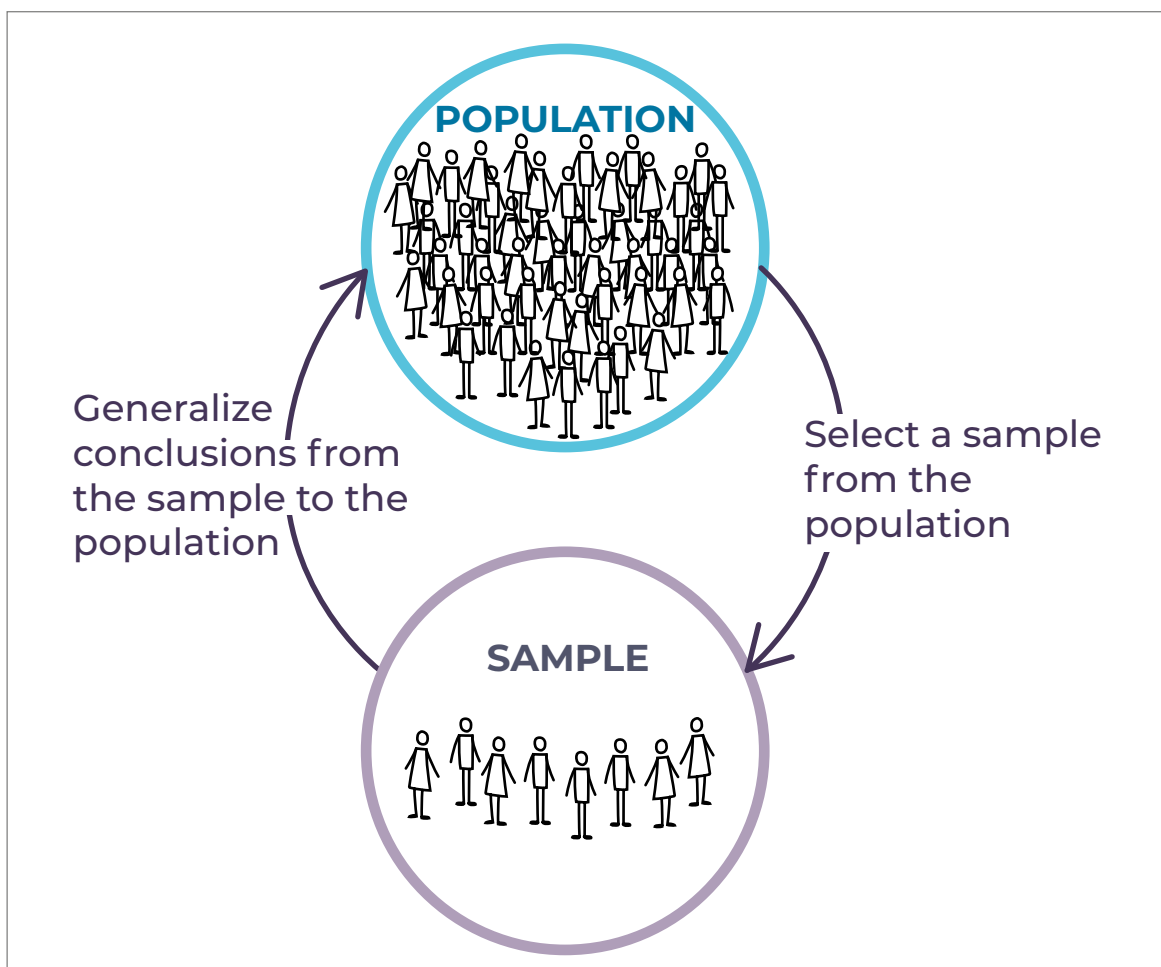 POPULATION
Generalize
conclusions from
the sample to the
population
Select a sample
from the
population
SAMPLE